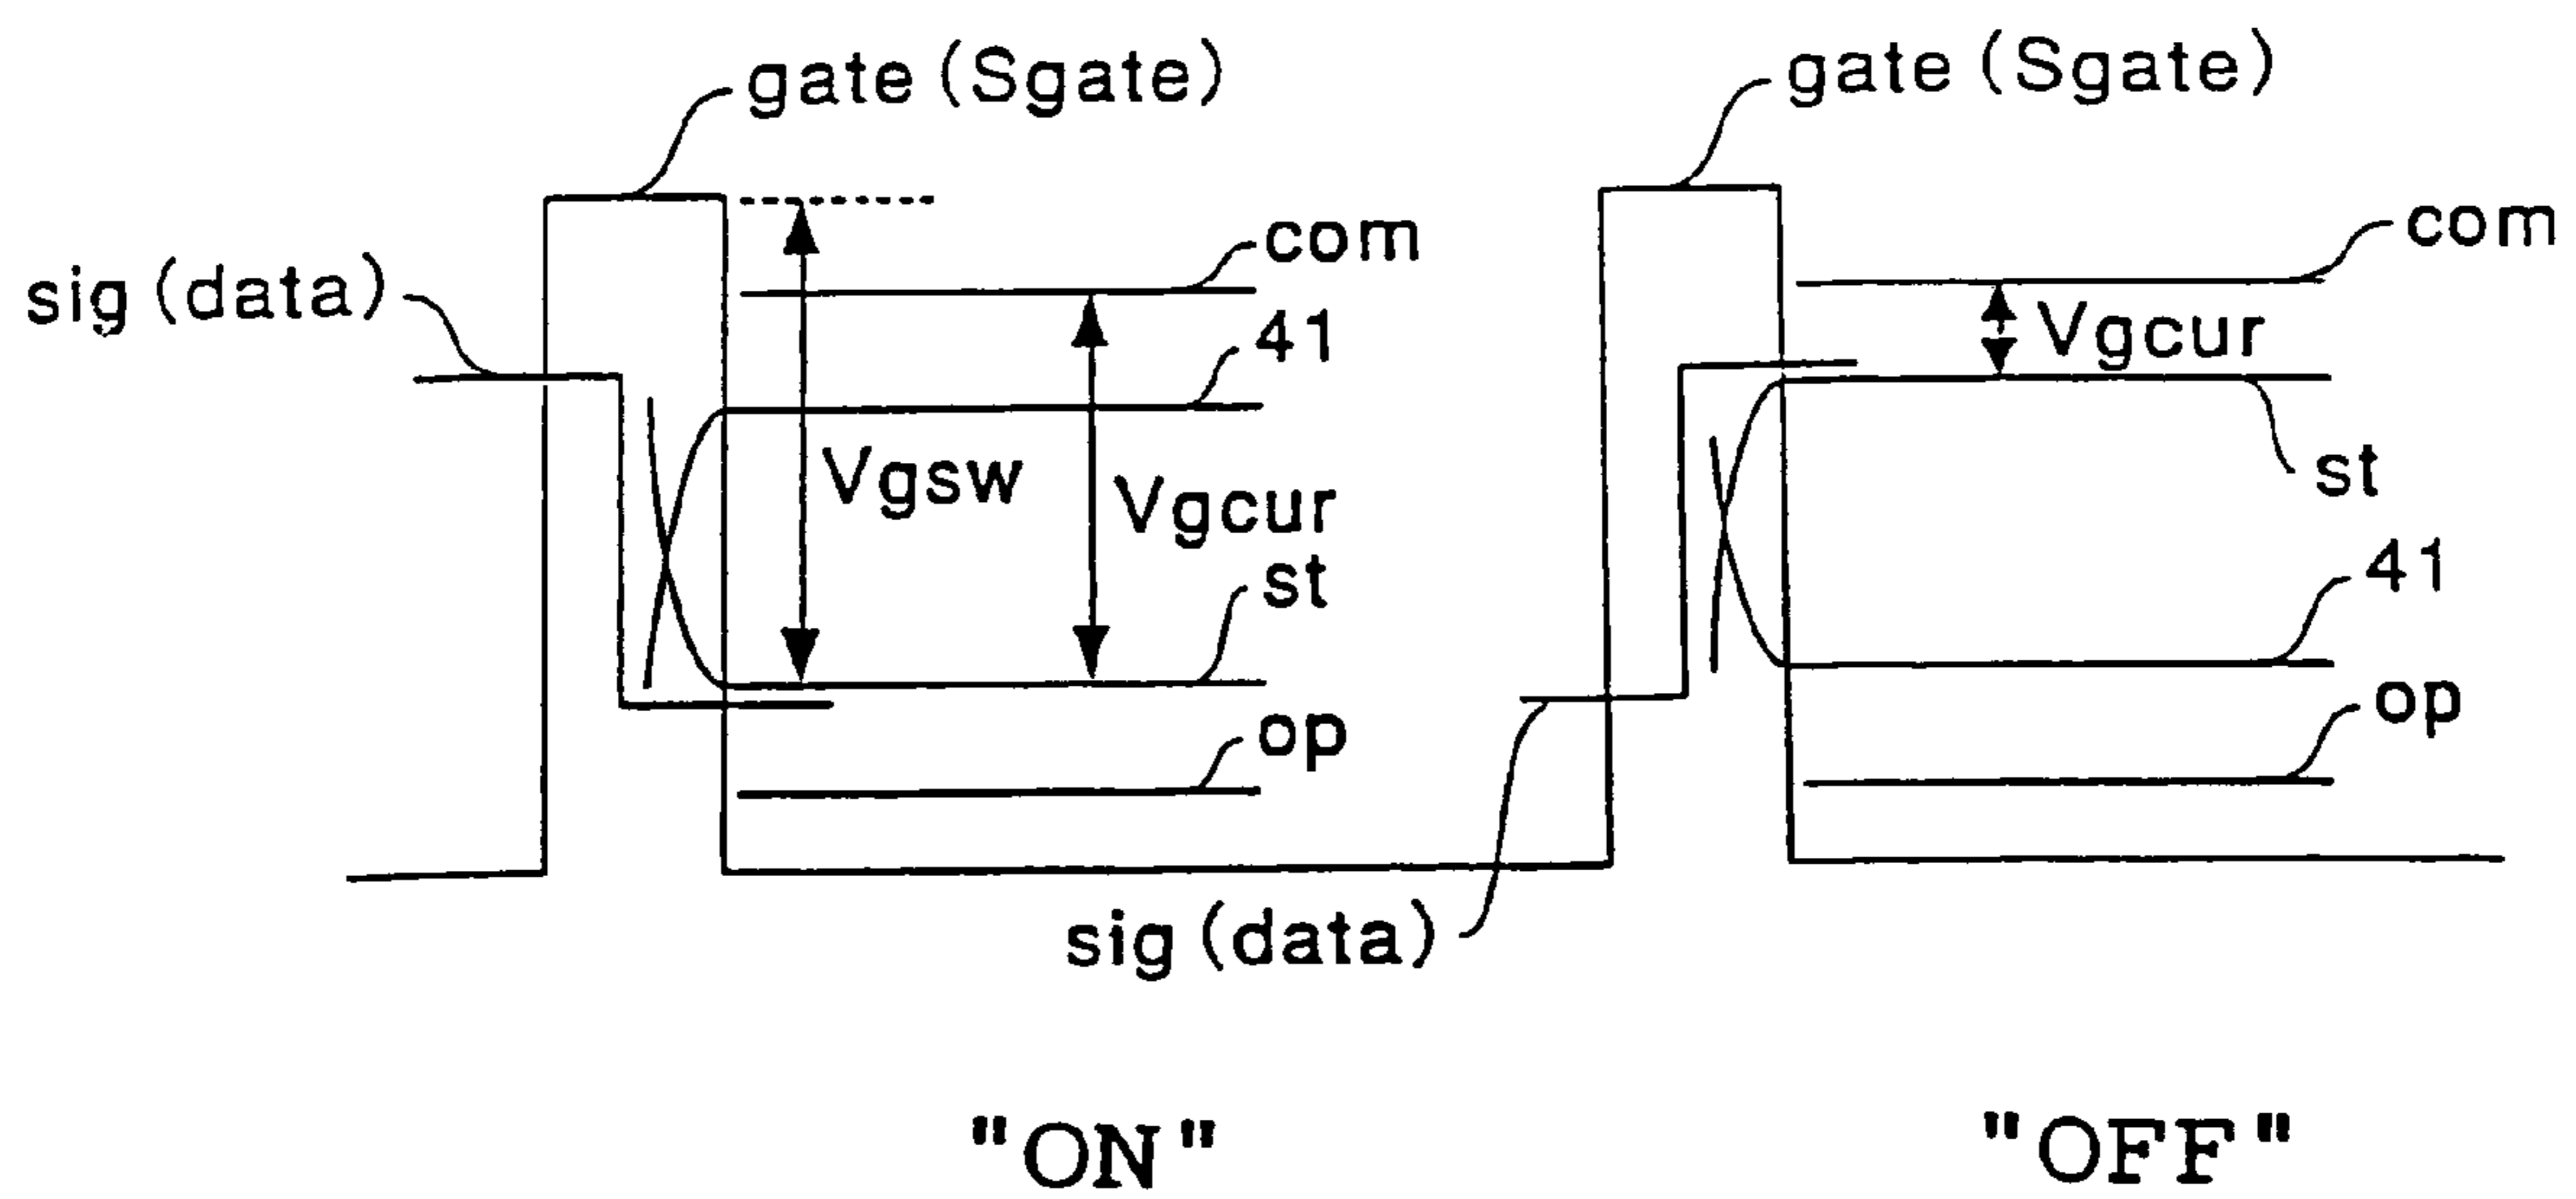 gate (Sgate)
sig (data)
com
41
Vgsw
Vgcur
st
op
gate (Sgate)
com
Vgcur
st
41
op
sig (data)
"ON"
"OFF"